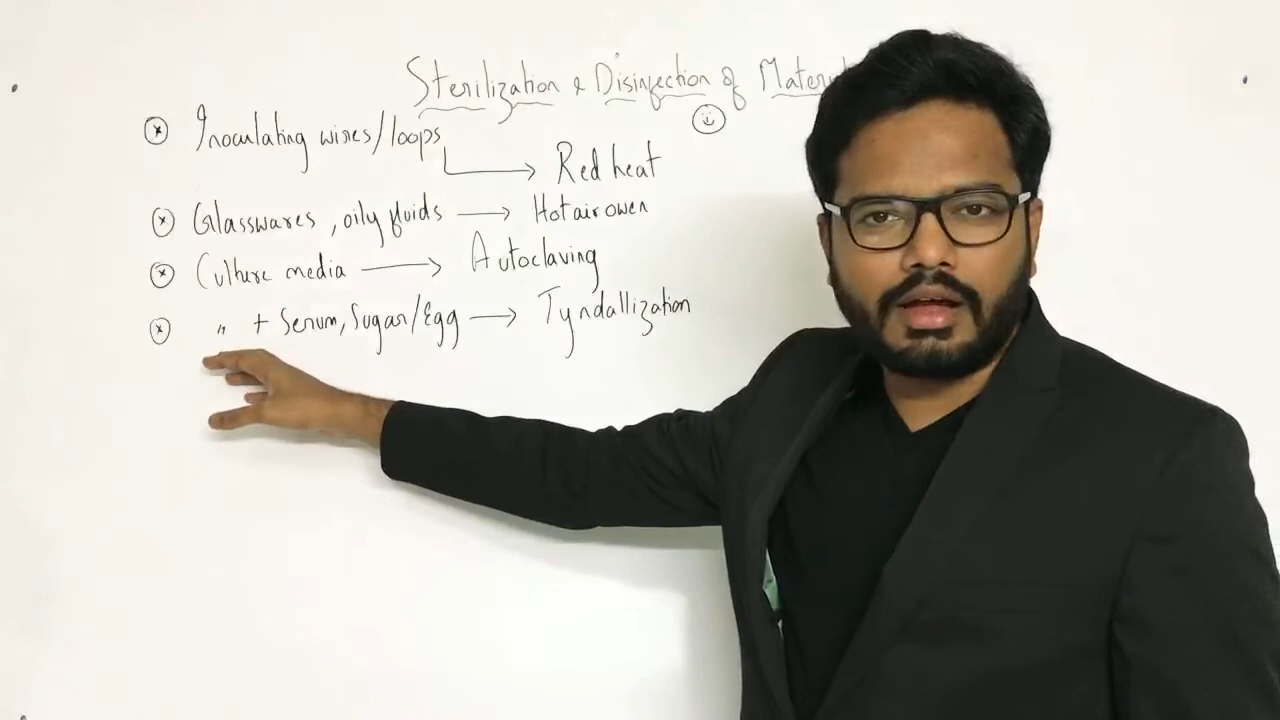 Sterilization & Disinfection of Materi
Inoculating wires/loops
Red heat
Glasswares, oily fluids → Hot air owen
Culture media → Autoclaving
" + Serum, Sugar/Egg → Tyndallization